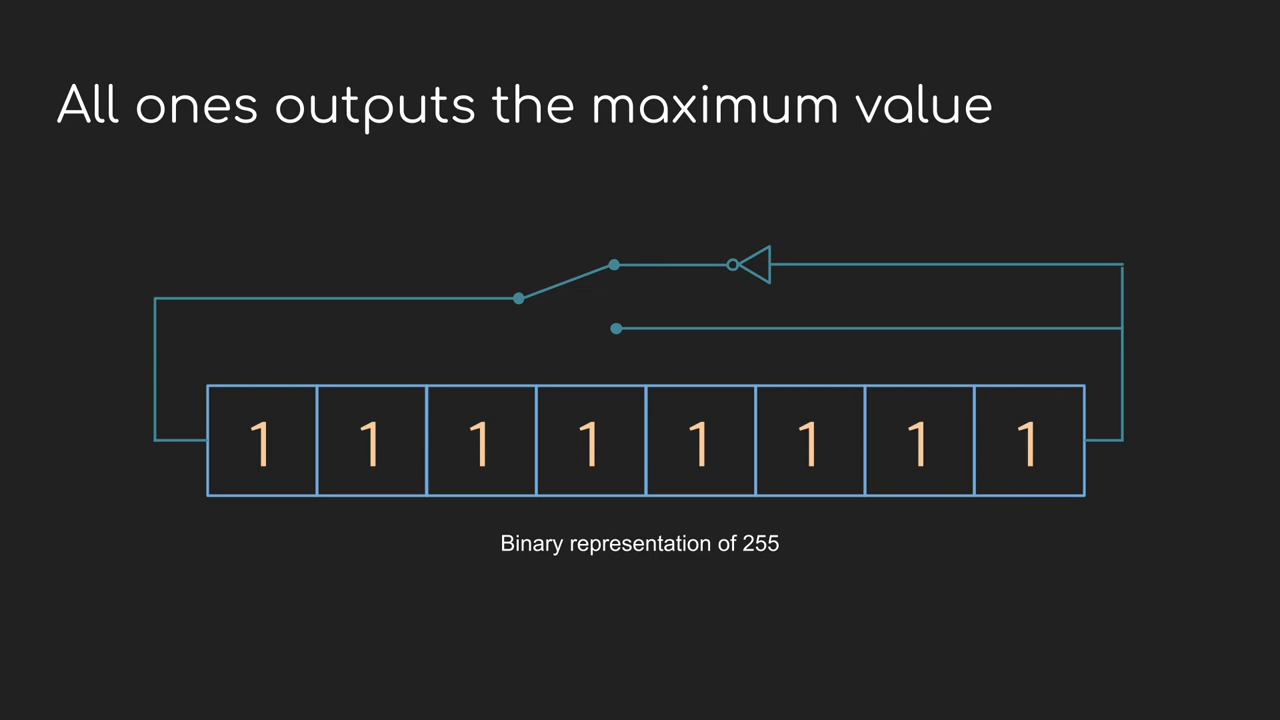 All ones outputs the maximum value
1 1 1 1 1 1 1 1
Binary representation of 255